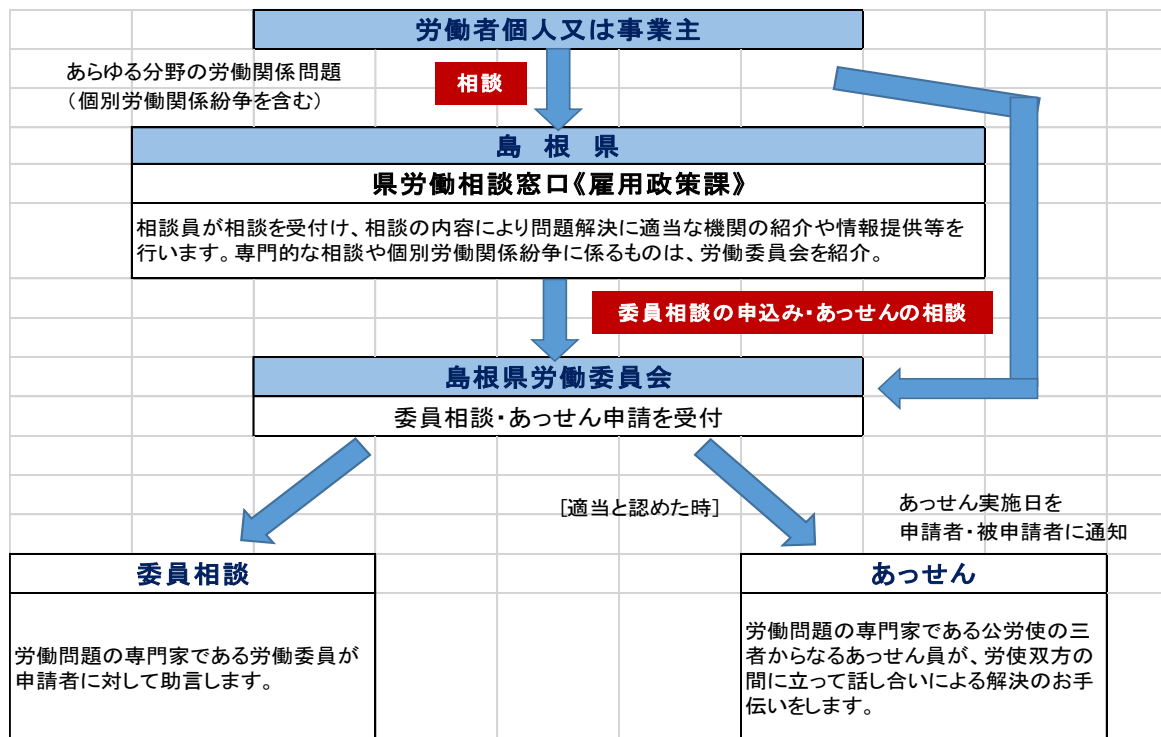 労働者個人又は事業主
あらゆる分野の労働関係問題
（個別労働関係紛争を含む）
相談
島 根 県
県労働相談窓口《雇用政策課》
相談員が相談を受付け、相談の内容により問題解決に適当な機関の紹介や情報提供等を
行います。専門的な相談や個別労働関係紛争に係るものは、労働委員会を紹介。
委員相談の申込み・あっせんの相談
島根県労働委員会
委員相談・あっせん申請を受付
[適当と認めた時]
あっせん実施日を
申請者・被申請者に通知
委員相談
労働問題の専門家である労働委員が
申請者に対して助言します。
あっせん
労働問題の専門家である公労使の三
者からなるあっせん員が、労使双方の
間に立って話し合いによる解決のお手
伝いをします。